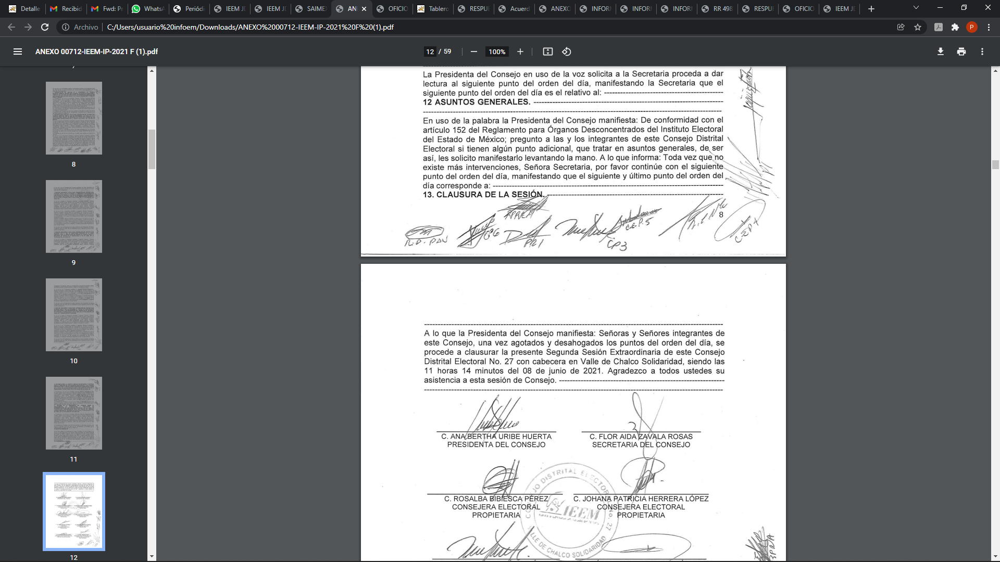 Detalle
Recibid
Fwd: Pr
WhatsA
Periódi
IEEM JD
IEEM JD
SAIMEX
AN
OFICIO
Tablero
RESPUE
Acuerd
ANEXO
INFORM
INFORM
INFORM
RR 498
RESPUE
OFICIO
IEEM JD
Archivo C:/Users/usuario%20infoem/Downloads/ANEXO%2000712-IEEM-IP-2021%20F%20(1).pdf
P
ANEXO 00712-IEEM-IP-2021 F (1).pdf
12 / 59
100%
7
8
9
10
11
12
La Presidenta del Consejo en uso de la voz solicita a la Secretaria proceda a dar
lectura al siguiente punto del orden del día, manifestando la Secretaria que el
siguiente punto del orden del día es el relativo al:
12 ASUNTOS GENERALES.
En uso de la palabra la Presidenta del Consejo manifiesta: De conformidad con el
artículo 152 del Reglamento para Órganos Desconcentrados del Instituto Electoral
del Estado de México; pregunto a las y los integrantes de este Consejo Distrital
Electoral si tienen algún punto adicional, que tratar en asuntos generales, de ser
así, les solicito manifestarlo levantando la mano. A lo que informa: Toda vez que no
existe más intervenciones, Señora Secretaria, por favor continúe con el siguiente
punto del orden del día, manifestando que el siguiente y último punto del orden del
día corresponde a:
13. CLAUSURA DE LA SESIÓN.
8
R.D. PAN
PRI
CP3
C.E.P.5
A lo que la Presidenta del Consejo manifiesta: Señoras y Señores integrantes de
este Consejo, una vez agotados y desahogados los puntos del orden del día, se
procede a clausurar la presente Segunda Sesión Extraordinaria de este Consejo
Distrital Electoral No. 27 con cabecera en Valle de Chalco Solidaridad, siendo las
11 horas 14 minutos del 08 de junio de 2021. Agradezco a todos ustedes su
asistencia a esta sesión de Consejo.
C. ANA BERTHA URIBE HUERTA
PRESIDENTA DEL CONSEJO
C. FLOR AIDA ZAVALA ROSAS
SECRETARIA DEL CONSEJO
C. ROSALBA BIBIESCA PÉREZ
CONSEJERA ELECTORAL
PROPIETARIA
C. JOHANA PATRICIA HERRERA LÓPEZ
CONSEJERA ELECTORAL
PROPIETARIA
CONSEJO DISTRITAL ELECTORAL No. 27
IEEM
VALLE DE CHALCO SOLIDARIDAD